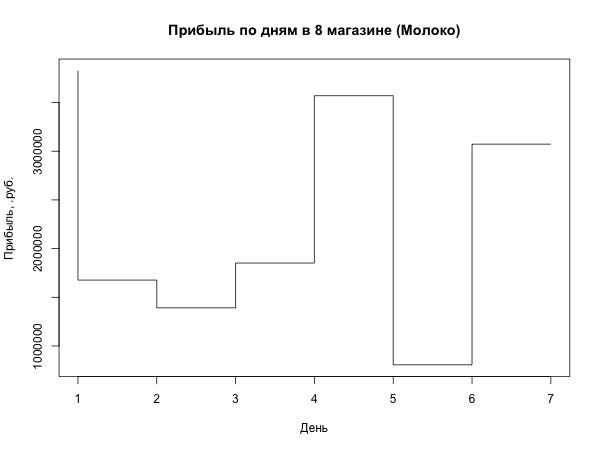 Прибыль по дням в 8 магазине (Молоко)
Прибыль, .руб.
3000000
2000000
1000000
1 2 3 4 5 6 7
День